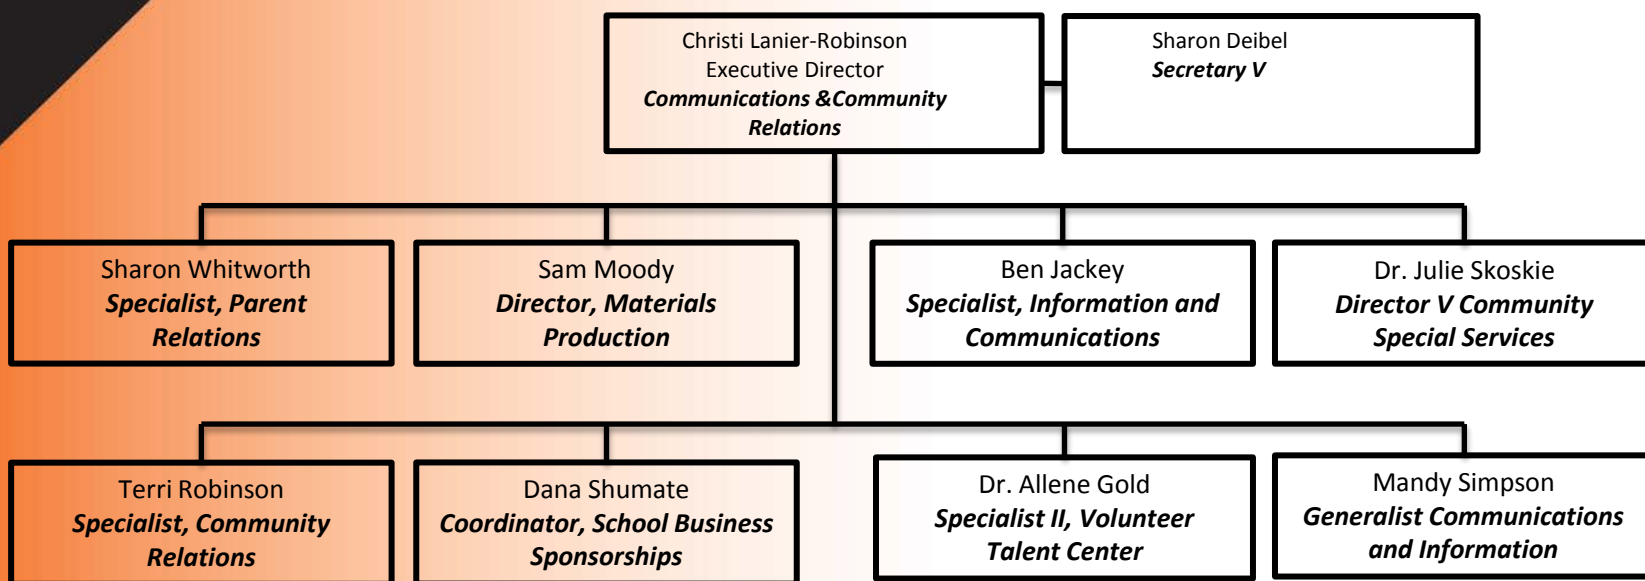 Christi Lanier-Robinson
Executive Director
Communications &Community
Relations
Sharon Deibel
Secretary V
Sharon Whitworth
Specialist, Parent
Relations
Sam Moody
Director, Materials
Production
Ben Jackey
Specialist, Information and
Communications
Dr. Julie Skoskie
Director V Community
Special Services
Terri Robinson
Specialist, Community
Relations
Dana Shumate
Coordinator, School Business
Sponsorships
Dr. Allene Gold
Specialist II, Volunteer
Talent Center
Mandy Simpson
Generalist Communications
and Information